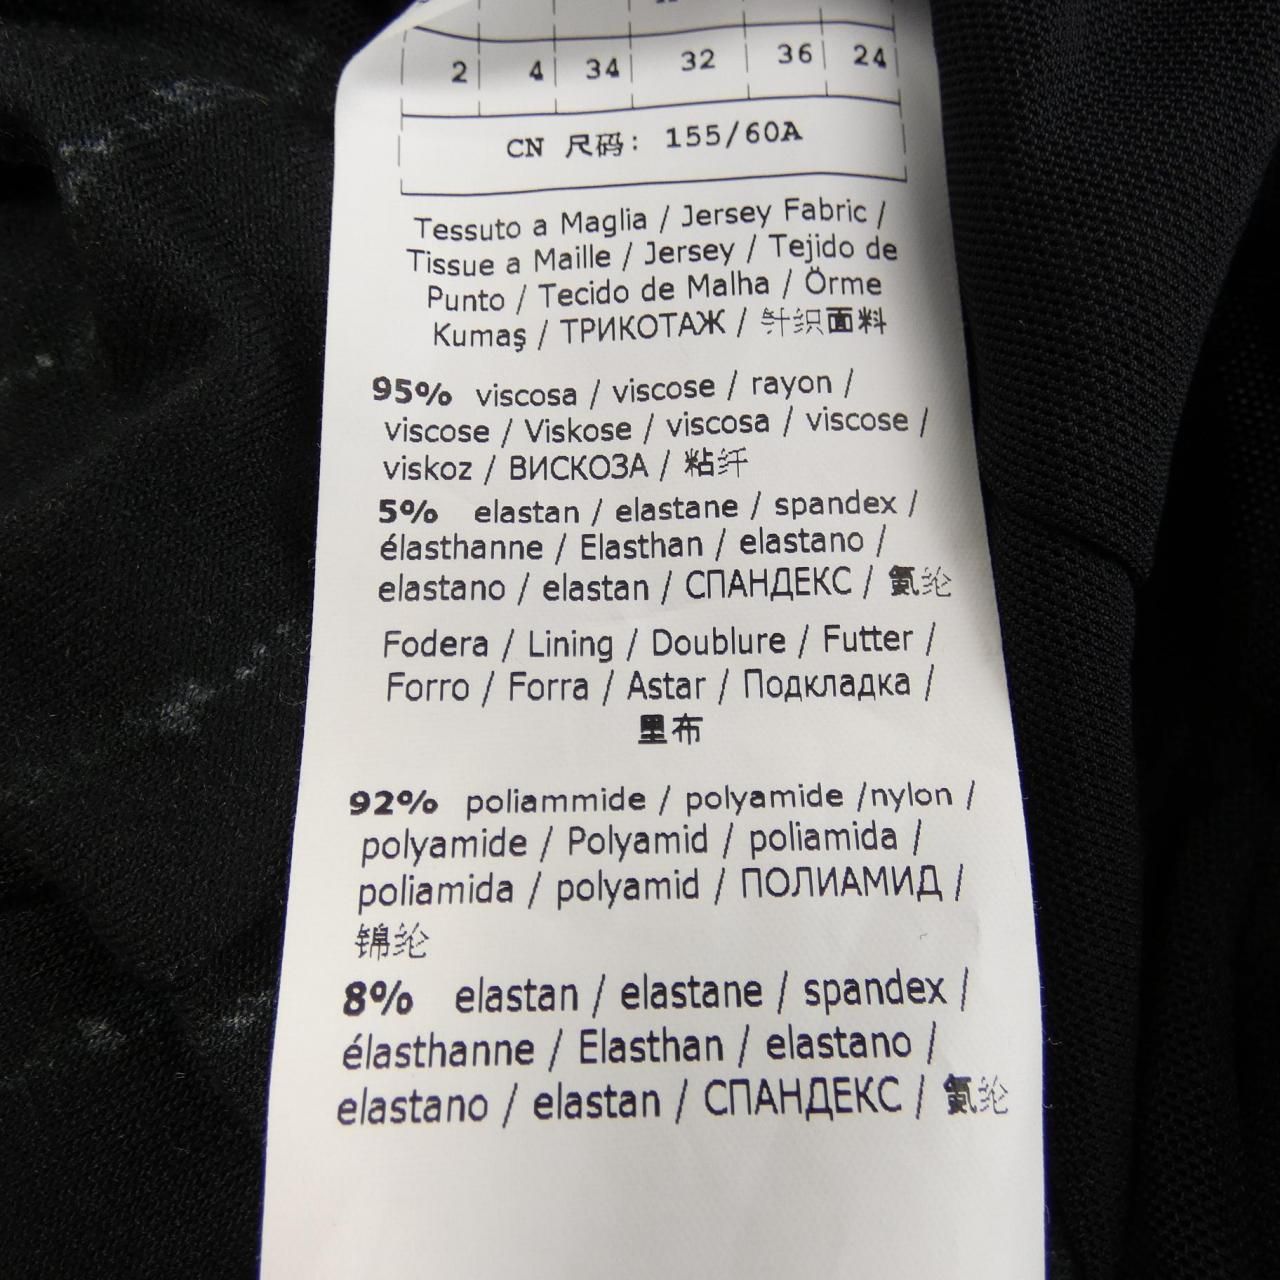 2 4 34 32 36 24
CN 尺码: 155/60A
Tessuto a Maglia / Jersey Fabric /
Tissue a Maille / Jersey / Tejido de
Punto / Tecido de Malha / Örme
Kumaş / ТРИКОТАЖ / 针织面料
95% viscosa / viscose / rayon /
viscose / Viskose / viscosa / viscose /
viskoz / ВИСКОЗА / 粘纤
5% elastan / elastane / spandex /
élasthanne / Elasthan / elastano /
elastano / elastan / СПАНДЕКС / 氨纶
Fodera / Lining / Doublure / Futter /
Forro / Forra / Astar / Подкладка /
里布
92% poliammide / polyamide /nylon /
polyamide / Polyamid / poliamida /
poliamida / polyamid / ПОЛИАМИД /
锦纶
8% elastan / elastane / spandex /
élasthanne / Elasthan / elastano /
elastano / elastan / СПАНДЕКС / 氨纶